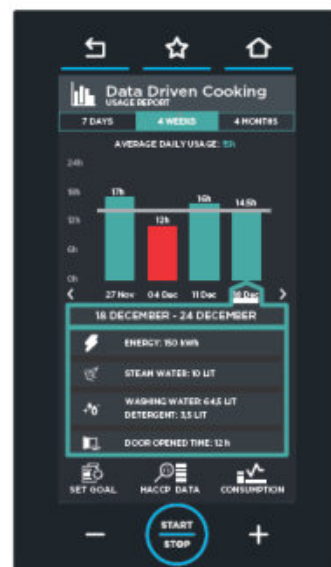 Data Driven Cooking
USAGE REPORT
7 DAYS 4 WEEKS 4 MONTHS
AVERAGE DAILY USAGE: 15h
24h
18h
12h
6h
0h
17h 12h 16h 14,5h
27 Nov 04 Dec 11 Dec 18 Dec
18 DECEMBER - 24 DECEMBER
ENERGY: 150 kWh
STEAM WATER: 10 LIT
WASHING WATER: 64,5 LIT
DETERGENT: 3,5 LIT
DOOR OPENED TIME: 12 h
SET GOAL HACCP DATA CONSUMPTION
START
STOP